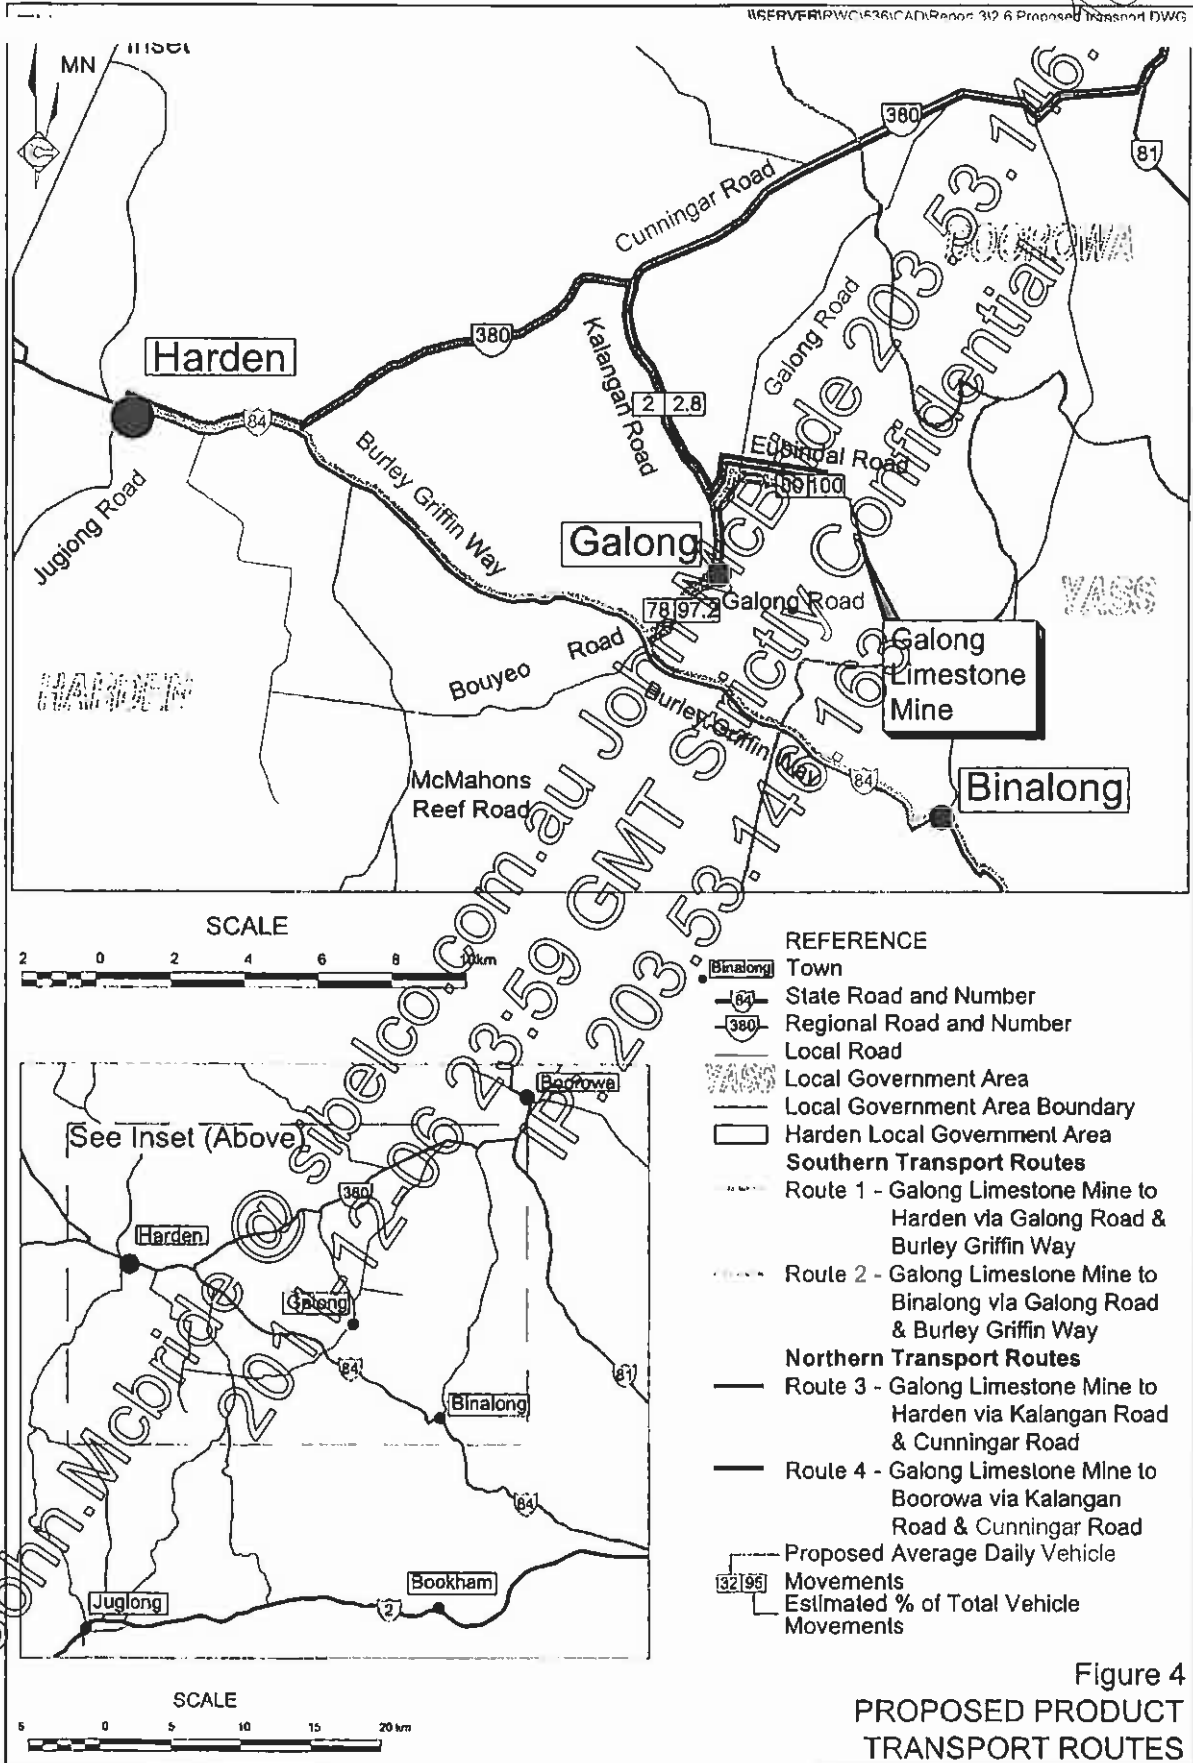 \\SERVER\RWC\636\CAD\Report 3\2.6 Proposed Transport DWG
Inset
MN
380
81
Cunningar Road
BOOROWA
Galong Road
380
Kalangan Road
Harden
84
2 2.8
Burley Griffin Way
Eubindal Road
100
Jugiong Road
Galong
YASS
78 97.2
Galong Road
Galong
Limestone
Mine
Road
Bouyeo
HARDEN
Burley Griffin Way
84
McMahons
Reef Road
Binalong
SCALE
2 0 2 4 6 8 10km
REFERENCE
Binalong Town
84 State Road and Number
380 Regional Road and Number
Local Road
YASS Local Government Area
Local Government Area Boundary
Harden Local Government Area
Southern Transport Routes
Route 1 - Galong Limestone Mine to
Harden via Galong Road &
Burley Griffin Way
Route 2 - Galong Limestone Mine to
Binalong via Galong Road
& Burley Griffin Way
Northern Transport Routes
Route 3 - Galong Limestone Mine to
Harden via Kalangan Road
& Cunningar Road
Route 4 - Galong Limestone Mine to
Boorowa via Kalangan
Road & Cunningar Road
Proposed Average Daily Vehicle
Movements
132 95
Estimated % of Total Vehicle
Movements
Boorowa
See Inset (Above)
380
Harden
Galong
84
81
Binalong
84
Bookham
Jugiong
2
SCALE
5 0 5 10 15 20 km
Figure 4
PROPOSED PRODUCT
TRANSPORT ROUTES
John.Mcbride @ sibelco.com.au John McBride 203.53.1 16.
2011-12-06 23:59 GMT Strictly Confidential
IP: 203.53.146.163